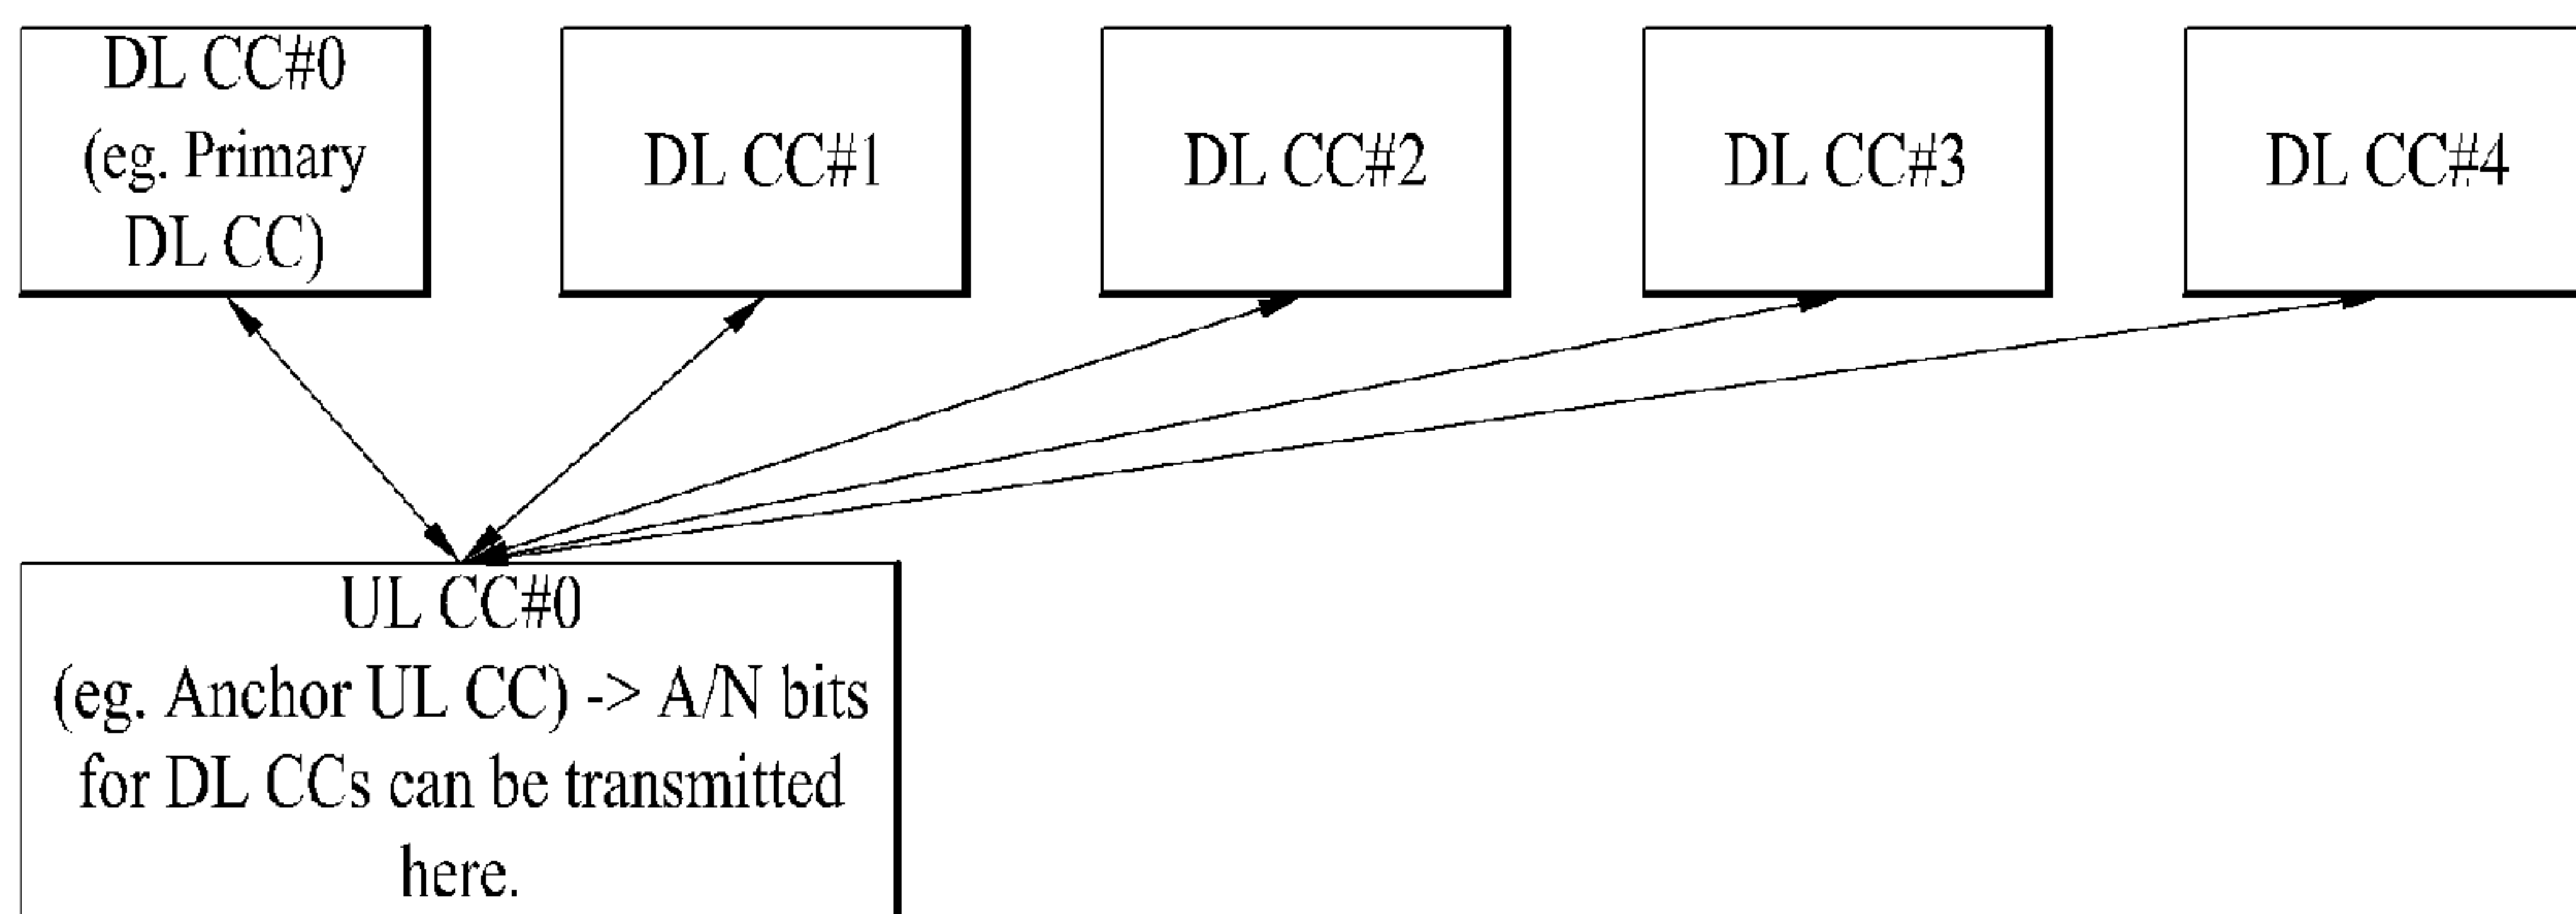 DL CC#0
(eg. Primary
DL CC)
DL CC#1
DL CC#2
DL CC#3
DL CC#4
UL CC#0
(eg. Anchor UL CC) -> A/N bits
for DL CCs can be transmitted
here.